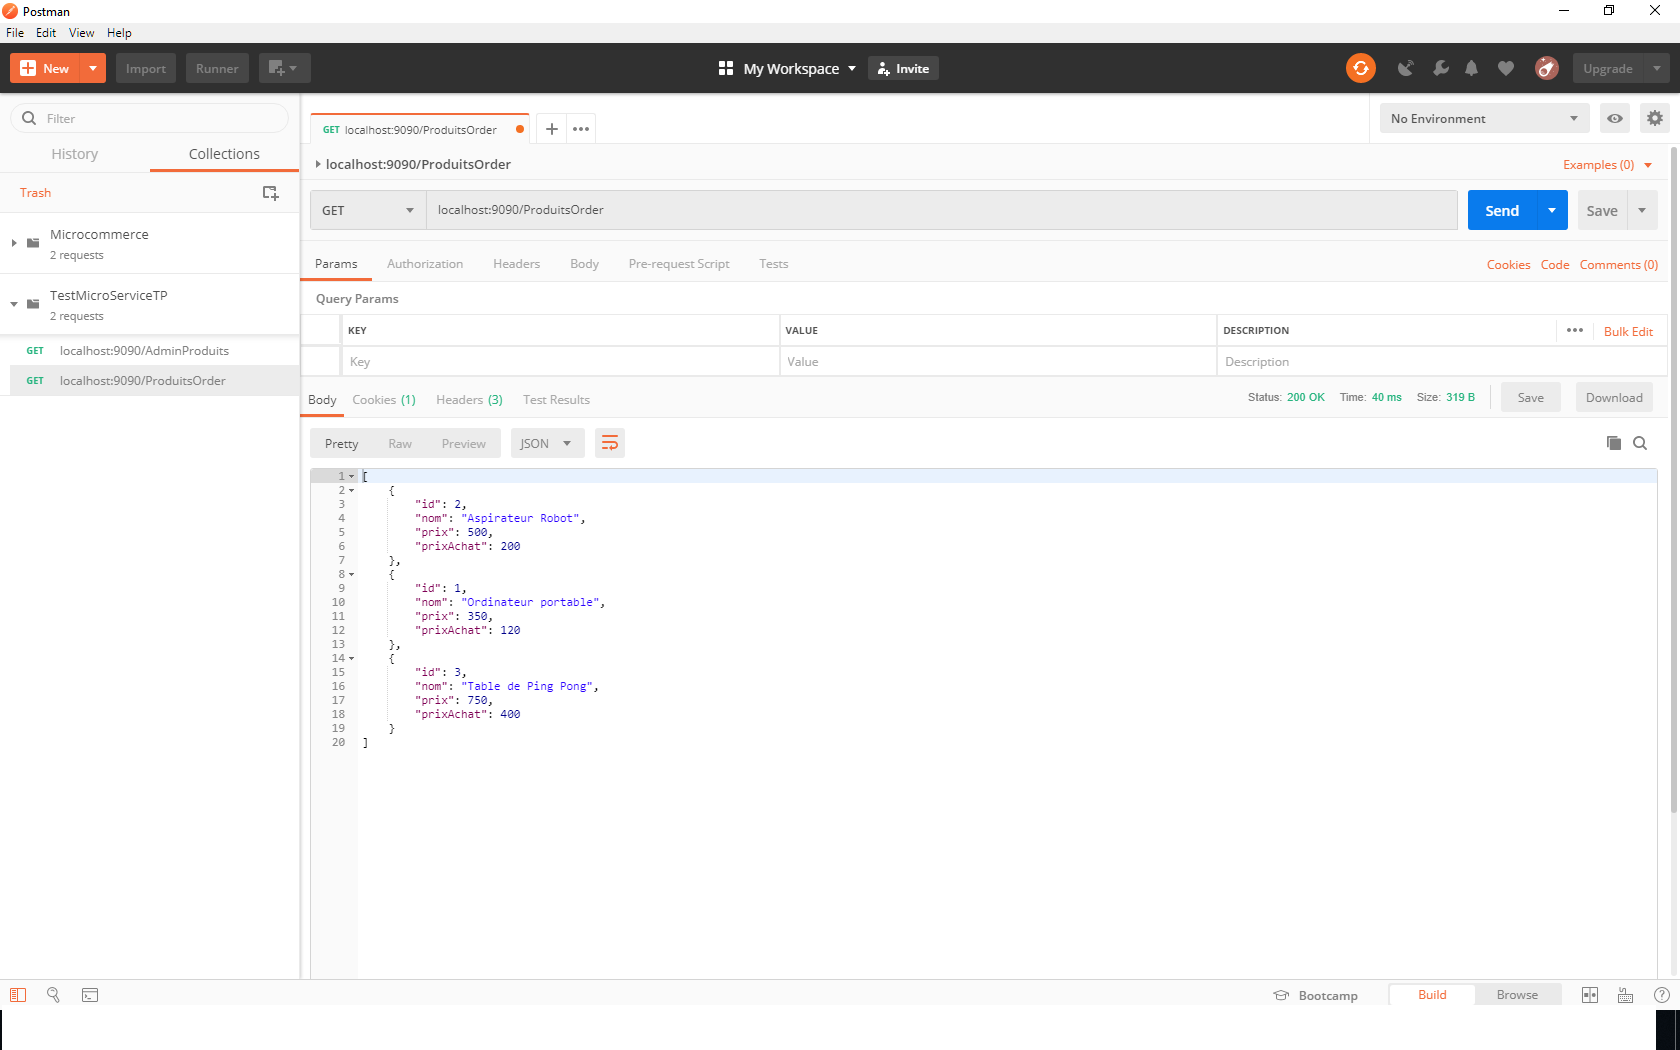 Postman
File Edit View Help
New Import Runner My Workspace Invite Upgrade
Filter
History Collections
Trash
Microcommerce
2 requests
TestMicroServiceTP
2 requests
GET localhost:9090/AdminProduits
GET localhost:9090/ProduitsOrder
GET localhost:9090/ProduitsOrder
No Environment
localhost:9090/ProduitsOrder
Examples (0)
GET localhost:9090/ProduitsOrder Send Save
Params Authorization Headers Body Pre-request Script Tests Cookies Code Comments (0)
Query Params
KEY VALUE DESCRIPTION Bulk Edit
Key Value Description
Body Cookies (1) Headers (3) Test Results Status: 200 OK Time: 40 ms Size: 319 B Save Download
Pretty Raw Preview JSON
1 [
2 {
3 "id": 2,
4 "nom": "Aspirateur Robot",
5 "prix": 500,
6 "prixAchat": 200
7 },
8 {
9 "id": 1,
10 "nom": "Ordinateur portable",
11 "prix": 350,
12 "prixAchat": 120
13 },
14 {
15 "id": 3,
16 "nom": "Table de Ping Pong",
17 "prix": 750,
18 "prixAchat": 400
19 }
20 ]
Bootcamp Build Browse